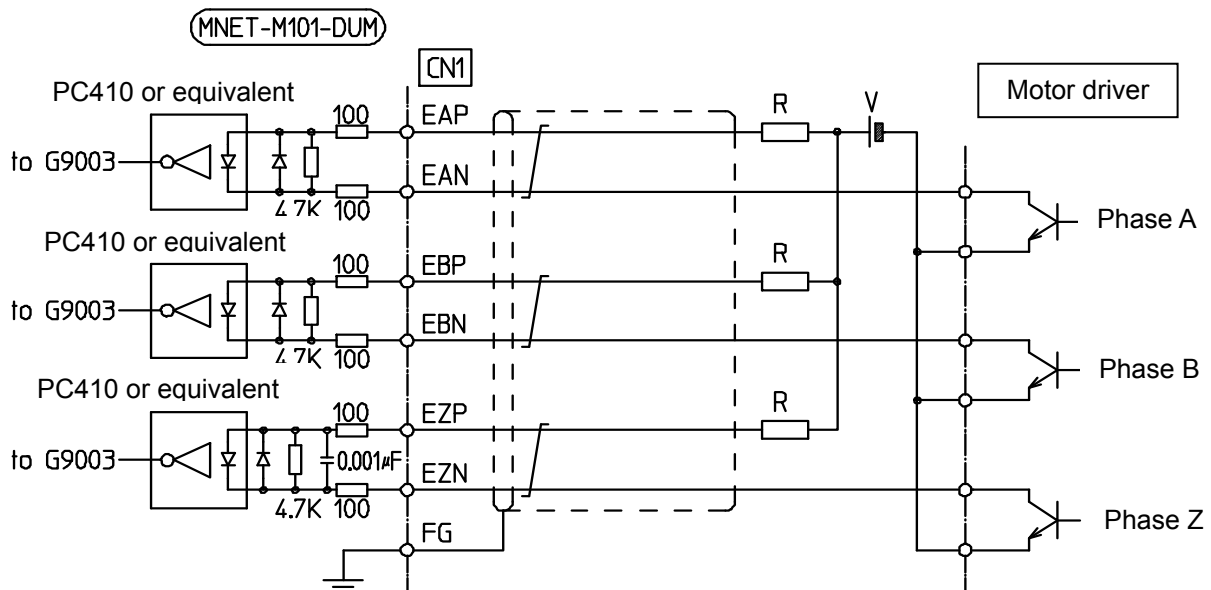 MNET-M101-DUM
CN1
PC410 or equivalent
Motor driver
100
EAP
R
V
to G9003
EAN
4.7K
100
Phase A
PC410 or equivalent
100
EBP
R
to G9003
EBN
4.7K
100
Phase B
PC410 or equivalent
100
EZP
R
to G9003
0.001μF
EZN
4.7K
100
Phase Z
FG